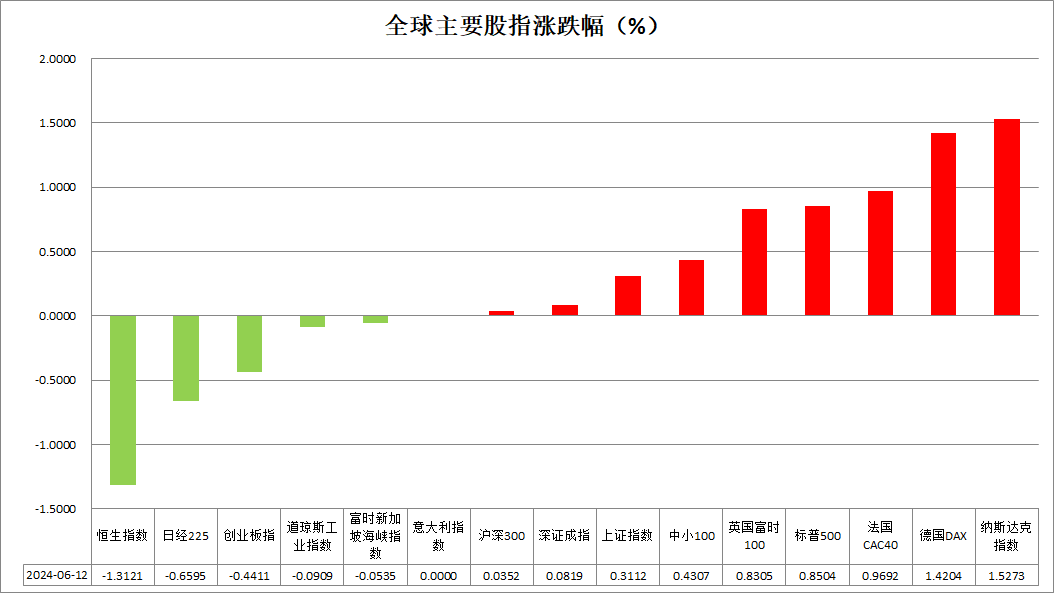 全球主要股指涨跌幅（%）
2.0000
1.5000
1.0000
0.5000
0.0000
-0.5000
-1.0000
-1.5000
恒生指数
日经225
创业板指
道琼斯工
业指数
富时新加
坡海峡指
数
意大利指
数
沪深300
深证成指
上证指数
中小100
英国富时
100
标普500
法国
CAC40
德国DAX
纳斯达克
指数
2024-06-12 -1.3121 -0.6595 -0.4411 -0.0909 -0.0535 0.0000 0.0352 0.0819 0.3112 0.4307 0.8305 0.8504 0.9692 1.4204 1.5273